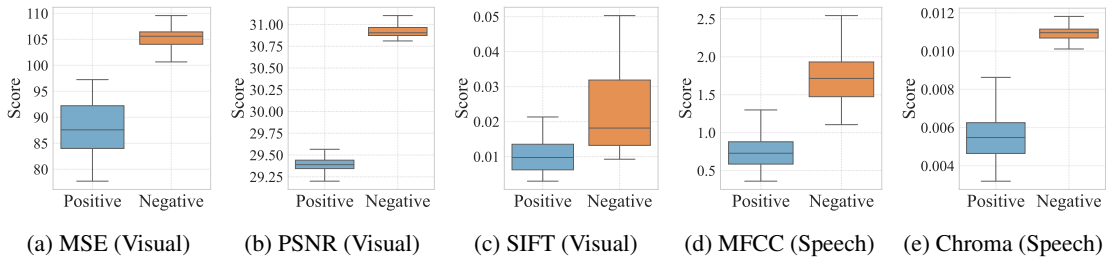 Score
110
105
100
95
90
85
80
Positive Negative
(a) MSE (Visual)
Score
31.00
30.75
30.50
30.25
30.00
29.75
29.50
29.25
Positive Negative
(b) PSNR (Visual)
Score
0.05
0.04
0.03
0.02
0.01
Positive Negative
(c) SIFT (Visual)
Score
2.5
2.0
1.5
1.0
0.5
Positive Negative
(d) MFCC (Speech)
Score
0.012
0.010
0.008
0.006
0.004
Positive Negative
(e) Chroma (Speech)